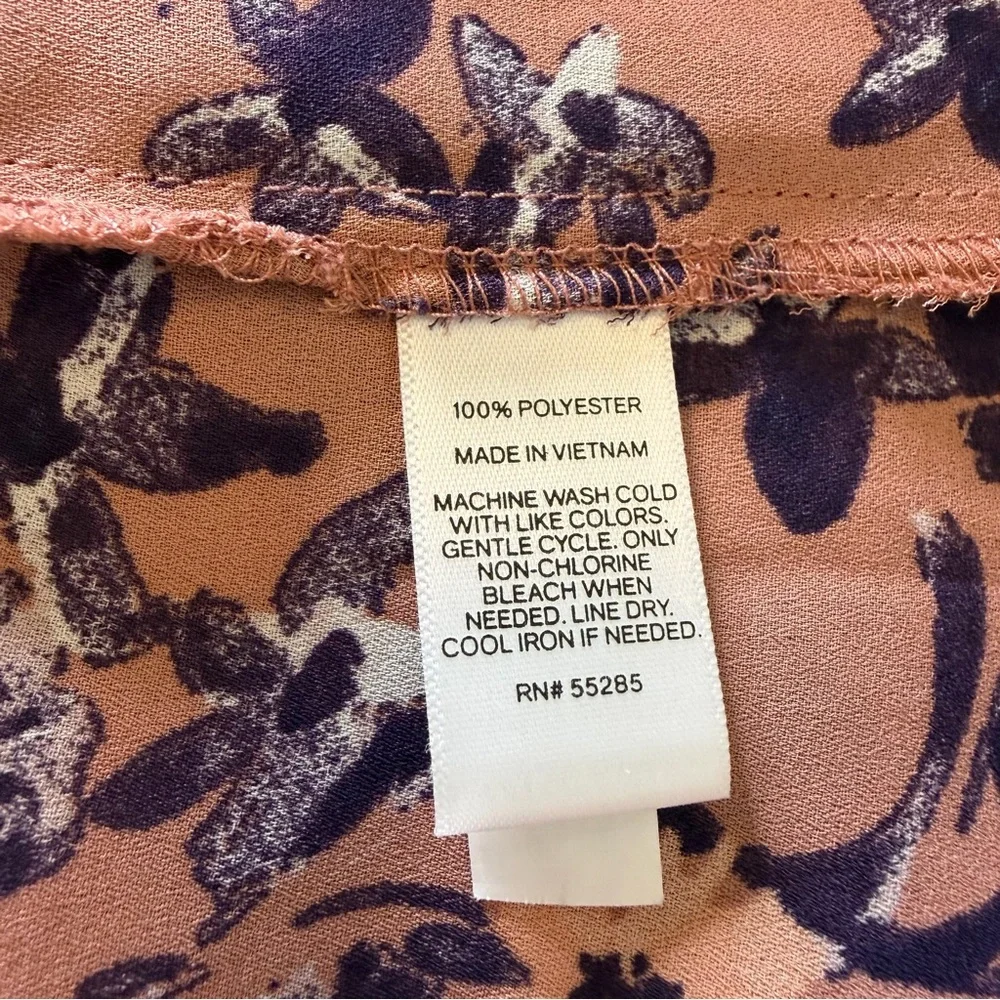 100% POLYESTER
MADE IN VIETNAM
MACHINE WASH COLD
WITH LIKE COLORS.
GENTLE CYCLE. ONLY
NON-CHLORINE
BLEACH WHEN
NEEDED. LINE DRY.
COOL IRON IF NEEDED.
RN# 55285